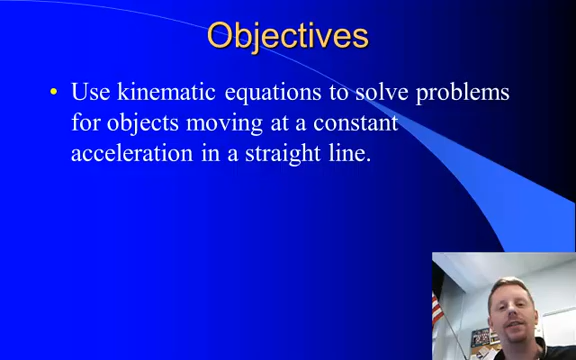 Objectives
• Use kinematic equations to solve problems
for objects moving at a constant
acceleration in a straight line.